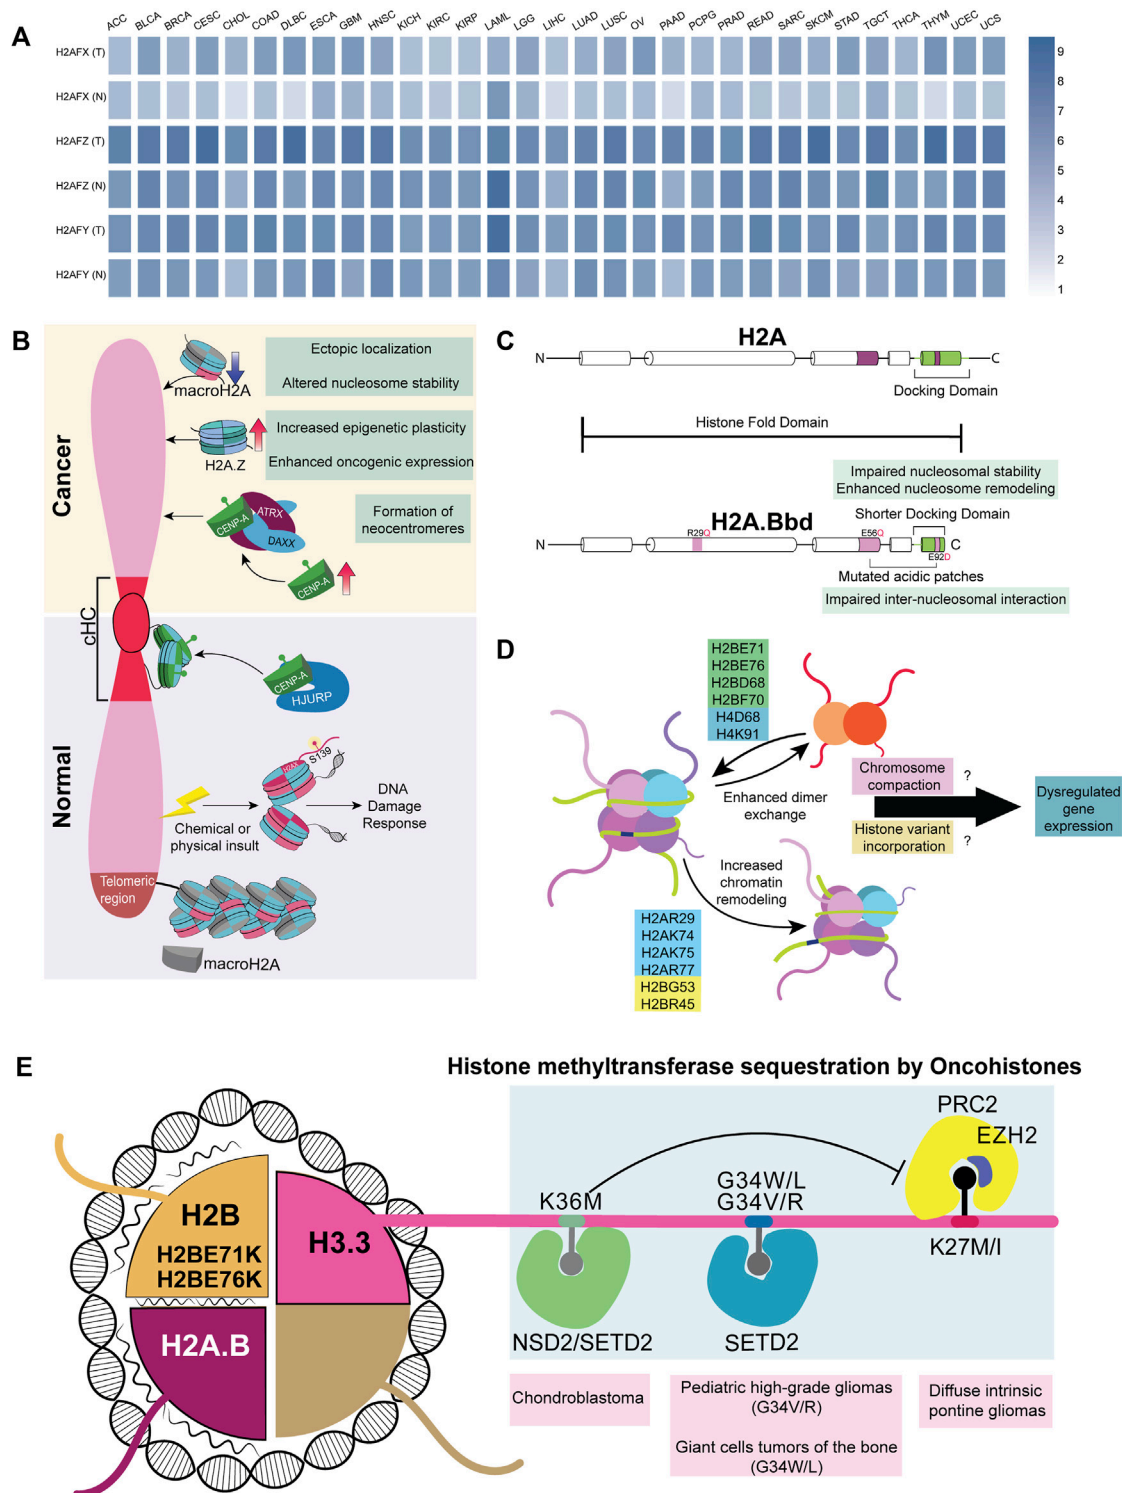 A
ACC BLCA BRCA CESC CHOL COAD DLBC ESCA GBM HNSC KICH KIRC KIRP LAML LGG LIHC LUAD LUSC OV PAAD PCPG PRAD READ SARC SKCM STAD TGCT THCA THYM UCEC UCS
H2AFX (T)
H2AFX (N)
H2AFZ (T)
H2AFZ (N)
H2AFY (T)
H2AFY (N)
9
8
7
6
5
4
3
2
1
B
Cancer
macroH2A
Ectopic localization
Altered nucleosome stability
H2A.Z
Increased epigenetic plasticity
Enhanced oncogenic expression
CENP-A
ATRX
DAXX
Formation of
neocentromeres
CENP-A
cHC
Normal
CENP-A
HJURP
H2AX
S139
Chemical or
physical insult
DNA
Damage
Response
Telomeric
region
macroH2A
C
H2A
N
C
Docking Domain
Histone Fold Domain
Impaired nucleosomal stability
Enhanced nucleosome remodeling
H2A.Bbd
Shorter Docking Domain
N
R29Q
E56Q
C
E92D
Mutated acidic patches
Impaired inter-nucleosomal interaction
D
H2BE71
H2BE76
H2BD68
H2BF70
H4D68
H4K91
Enhanced dimer
exchange
Chromosome
compaction
?
Histone variant
incorporation
?
Dysregulated
gene
expression
Increased
chromatin
remodeling
H2AR29
H2AK74
H2AK75
H2AR77
H2BG53
H2BR45
E
Histone methyltransferase sequestration by Oncohistones
H2B
H2BE71K
H2BE76K
H3.3
H2A.B
K36M
NSD2/SETD2
G34W/L
G34V/R
SETD2
PRC2
EZH2
K27M/I
Chondroblastoma
Pediatric high-grade gliomas
(G34V/R)
Giant cells tumors of the bone
(G34W/L)
Diffuse intrinsic
pontine gliomas